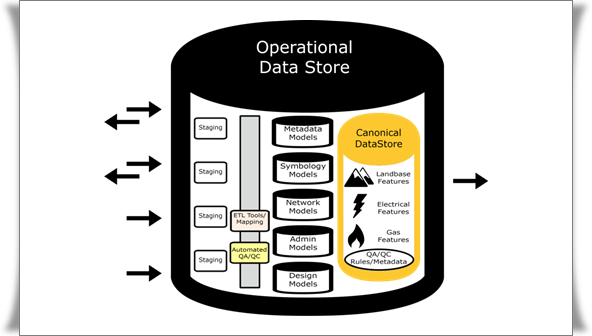 Operational
Data Store
Staging
Staging
Staging
Staging
ETL Tools/
Mapping
Automated
QA/QC
Metadata
Models
Symbology
Models
Network
Models
Admin
Models
Design
Models
Canonical
DataStore
Landbase
Features
Electrical
Features
Gas
Features
QA/QC
Rules/Metadata